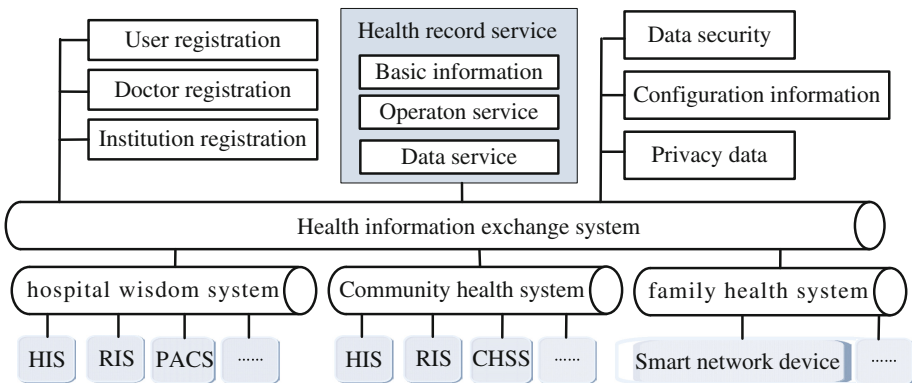 User registration
Doctor registration
Institution registration
Health record service
Basic information
Operaton service
Data service
Data security
Configuration information
Privacy data
Health information exchange system
hospital wisdom system
Community health system
family health system
HIS
RIS
PACS
......
HIS
RIS
CHSS
......
Smart network device
......